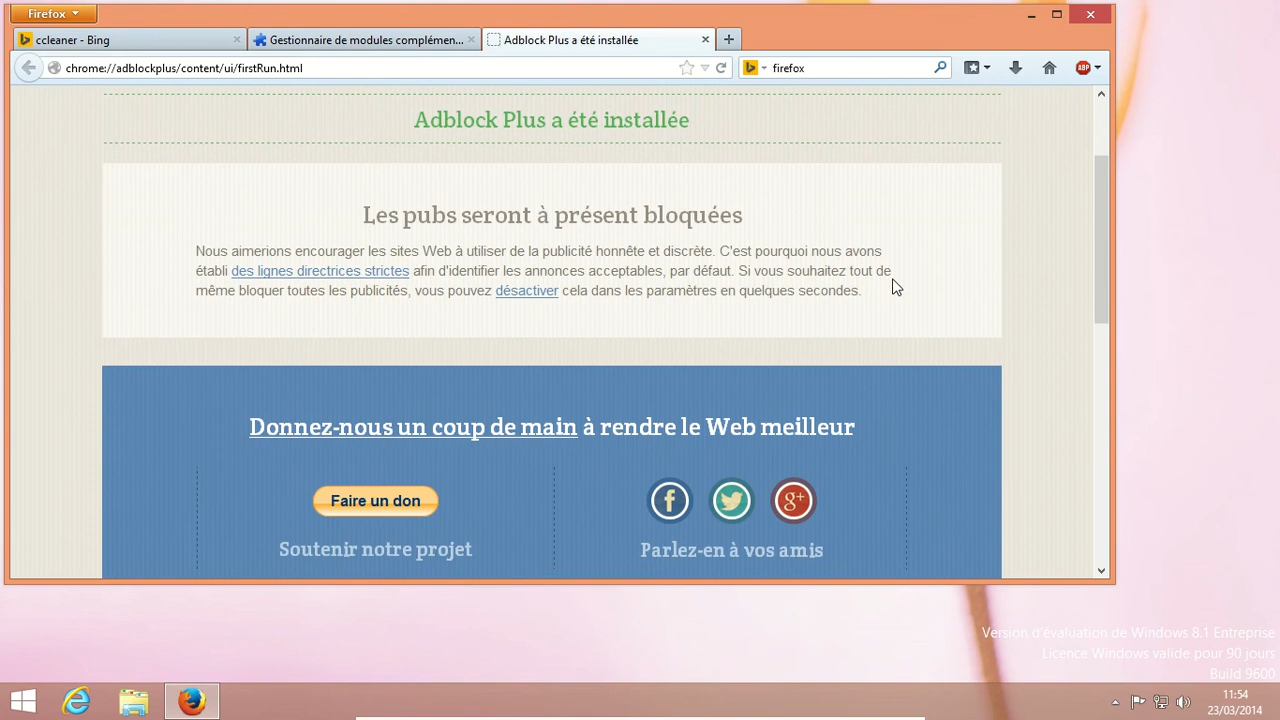 Firefox
ccleaner - Bing
Gestionnaire de modules complémen...
Adblock Plus a été installée
chrome://adblockplus/content/ui/firstRun.html
firefox
ABP
Adblock Plus a été installée
Les pubs seront à présent bloquées
Nous aimerions encourager les sites Web à utiliser de la publicité honnête et discrète. C'est pourquoi nous avons
établi des lignes directrices strictes afin d'identifier les annonces acceptables, par défaut. Si vous souhaitez tout de
même bloquer toutes les publicités, vous pouvez désactiver cela dans les paramètres en quelques secondes.
Donnez-nous un coup de main à rendre le Web meilleur
Faire un don
Soutenir notre projet
Parlez-en à vos amis
Version d'évaluation de Windows 8.1 Entreprise
Licence Windows valide pour 90 jours
Build 9600
11:54
23/03/2014